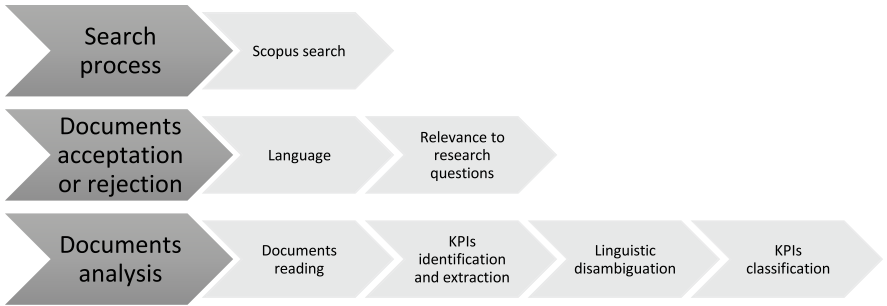 Search
process
Scopus search
Documents
acceptation
or rejection
Language
Relevance to
research
questions
Documents
analysis
Documents
reading
KPIs
identification
and extraction
Linguistic
disambiguation
KPIs
classification